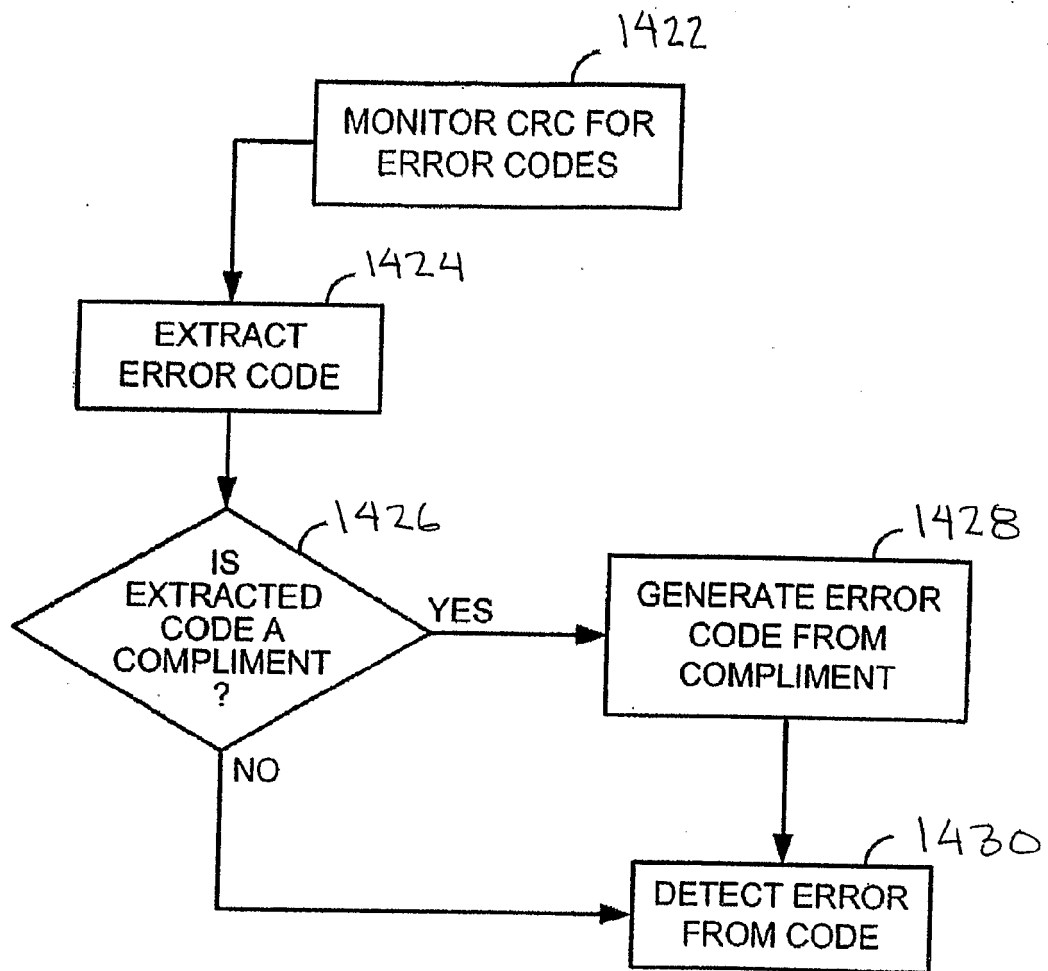 1422
MONITOR CRC FOR
ERROR CODES
1424
EXTRACT
ERROR CODE
1426
IS
EXTRACTED
CODE A
COMPLIMENT
?
YES
1428
GENERATE ERROR
CODE FROM
COMPLIMENT
NO
1430
DETECT ERROR
FROM CODE